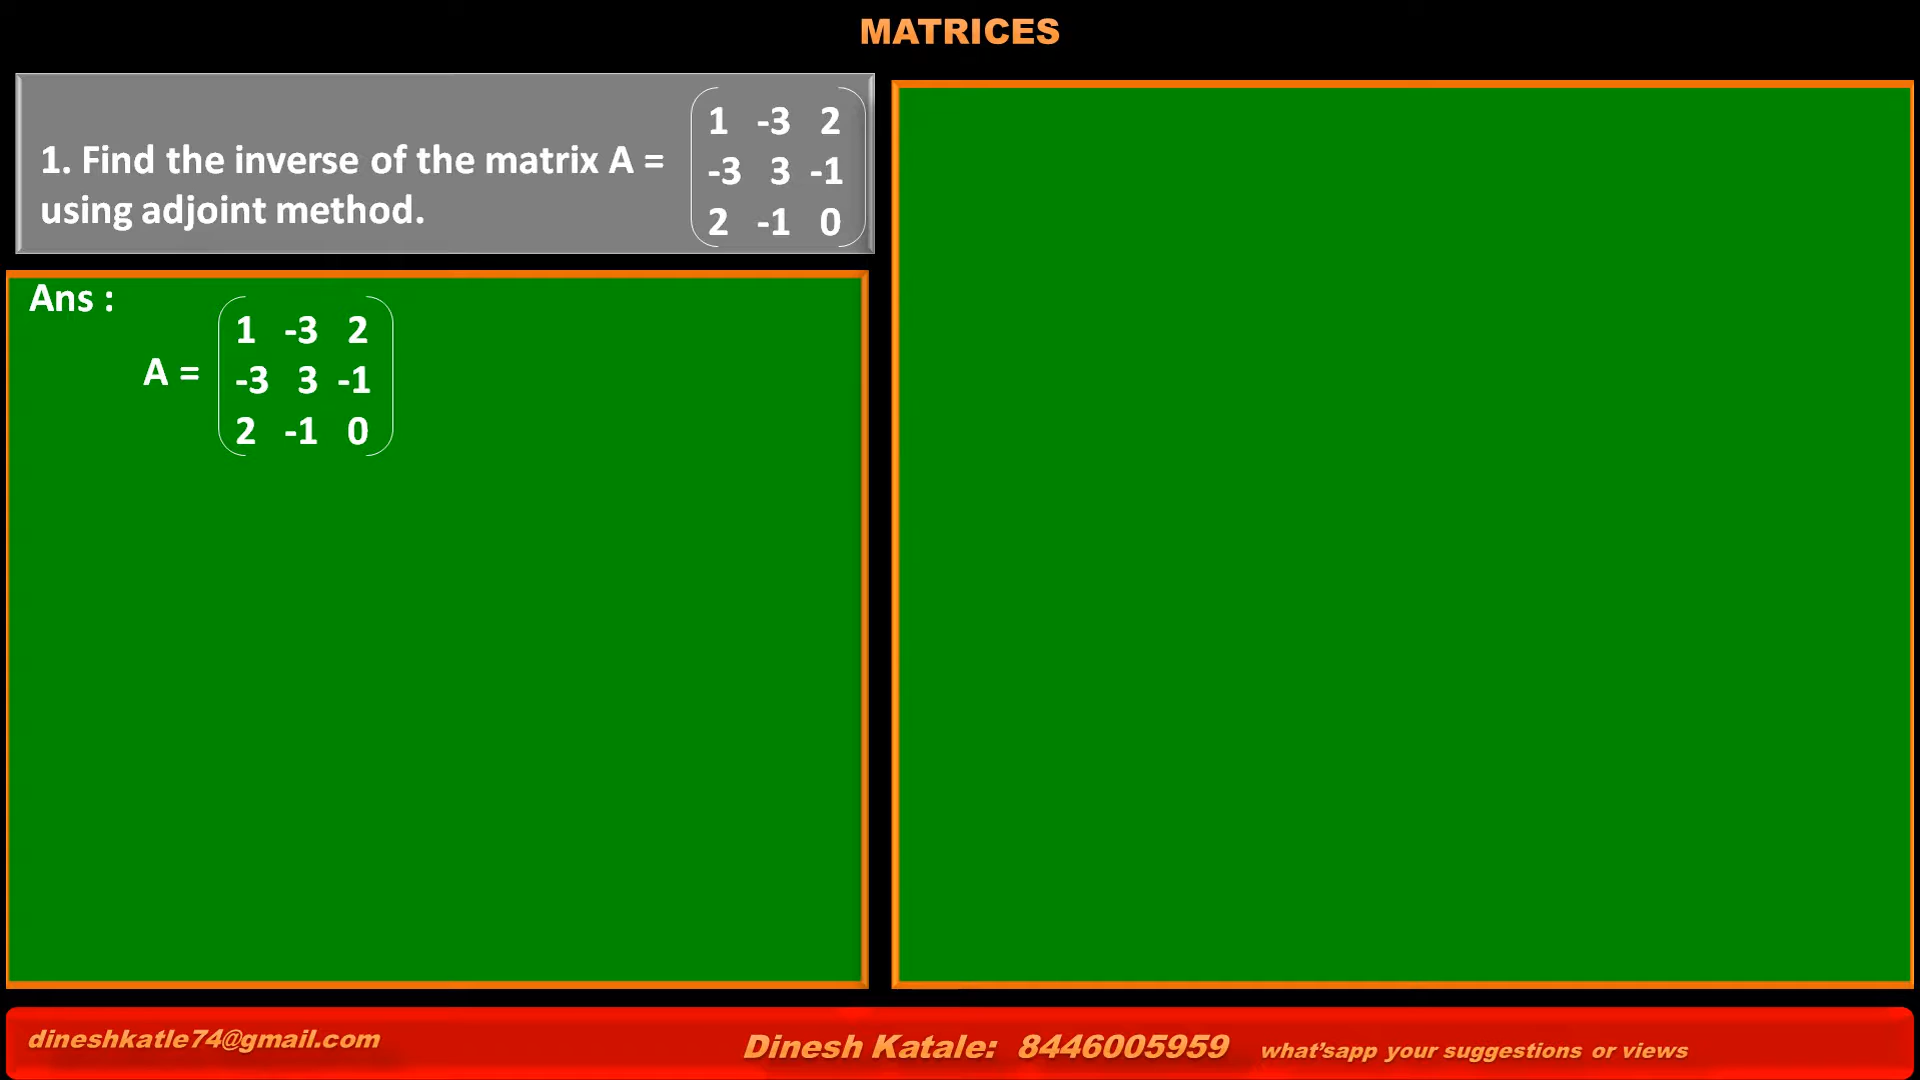 MATRICES
1. Find the inverse of the matrix A =
using adjoint method.
1 -3 2
-3 3 -1
2 -1 0
Ans :
A =
1 -3 2
-3 3 -1
2 -1 0
dineshkatle74@gmail.com
Dinesh Katale: 8446005959 what’sapp your suggestions or views